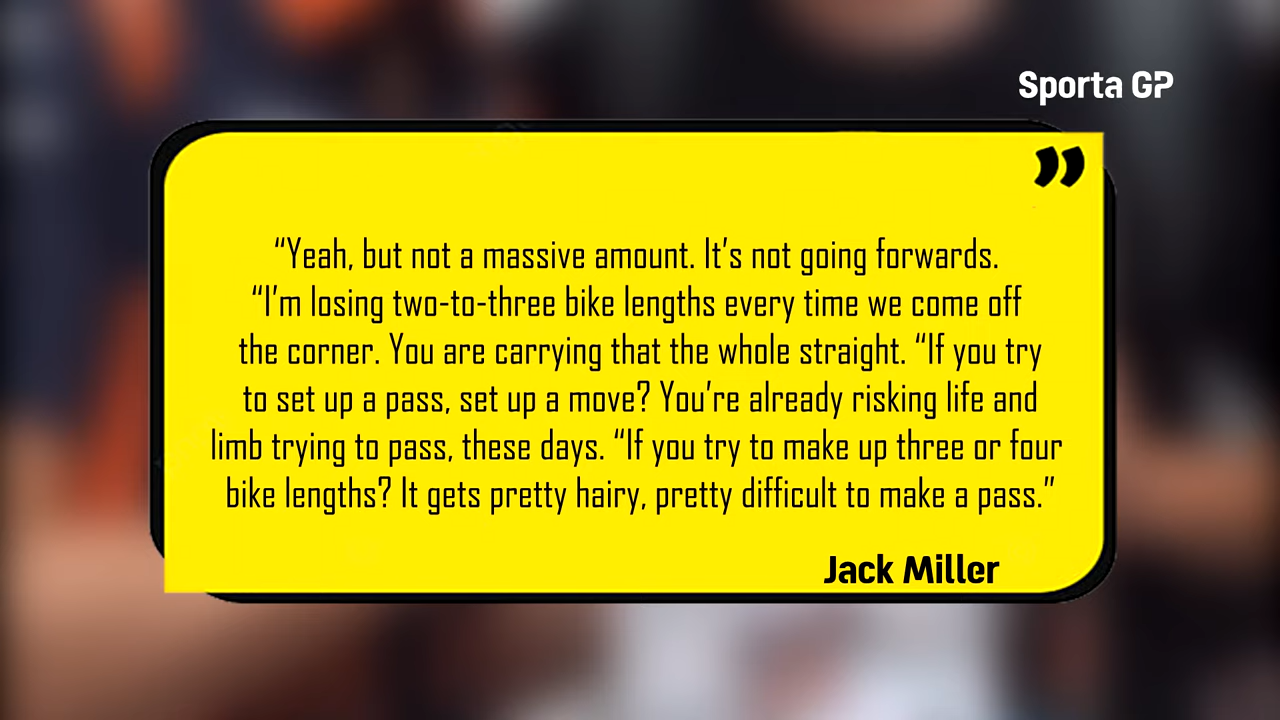 Sporta GP
”
“Yeah, but not a massive amount. It’s not going forwards.
“I’m losing two-to-three bike lengths every time we come off
the corner. You are carrying that the whole straight. “If you try
to set up a pass, set up a move? You’re already risking life and
limb trying to pass, these days. “If you try to make up three or four
bike lengths? It gets pretty hairy, pretty difficult to make a pass.”
Jack Miller